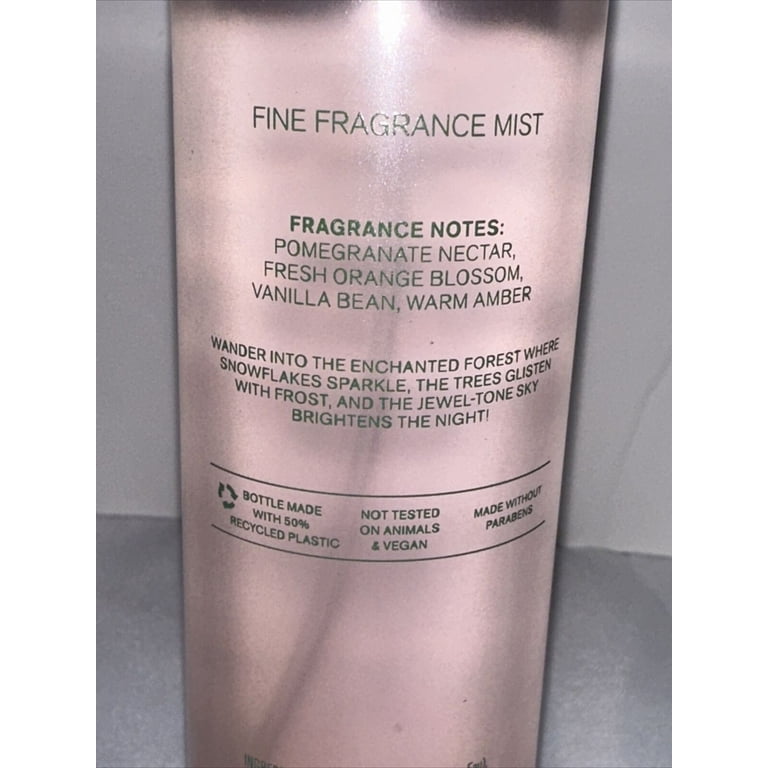 FINE FRAGRANCE MIST
FRAGRANCE NOTES:
POMEGRANATE NECTAR,
FRESH ORANGE BLOSSOM,
VANILLA BEAN, WARM AMBER
WANDER INTO THE ENCHANTED FOREST WHERE
SNOWFLAKES SPARKLE, THE TREES GLISTEN
WITH FROST, AND THE JEWEL-TONE SKY
BRIGHTENS THE NIGHT!
BOTTLE MADE
WITH 50%
RECYCLED PLASTIC
NOT TESTED
ON ANIMALS
& VEGAN
MADE WITHOUT
PARABENS